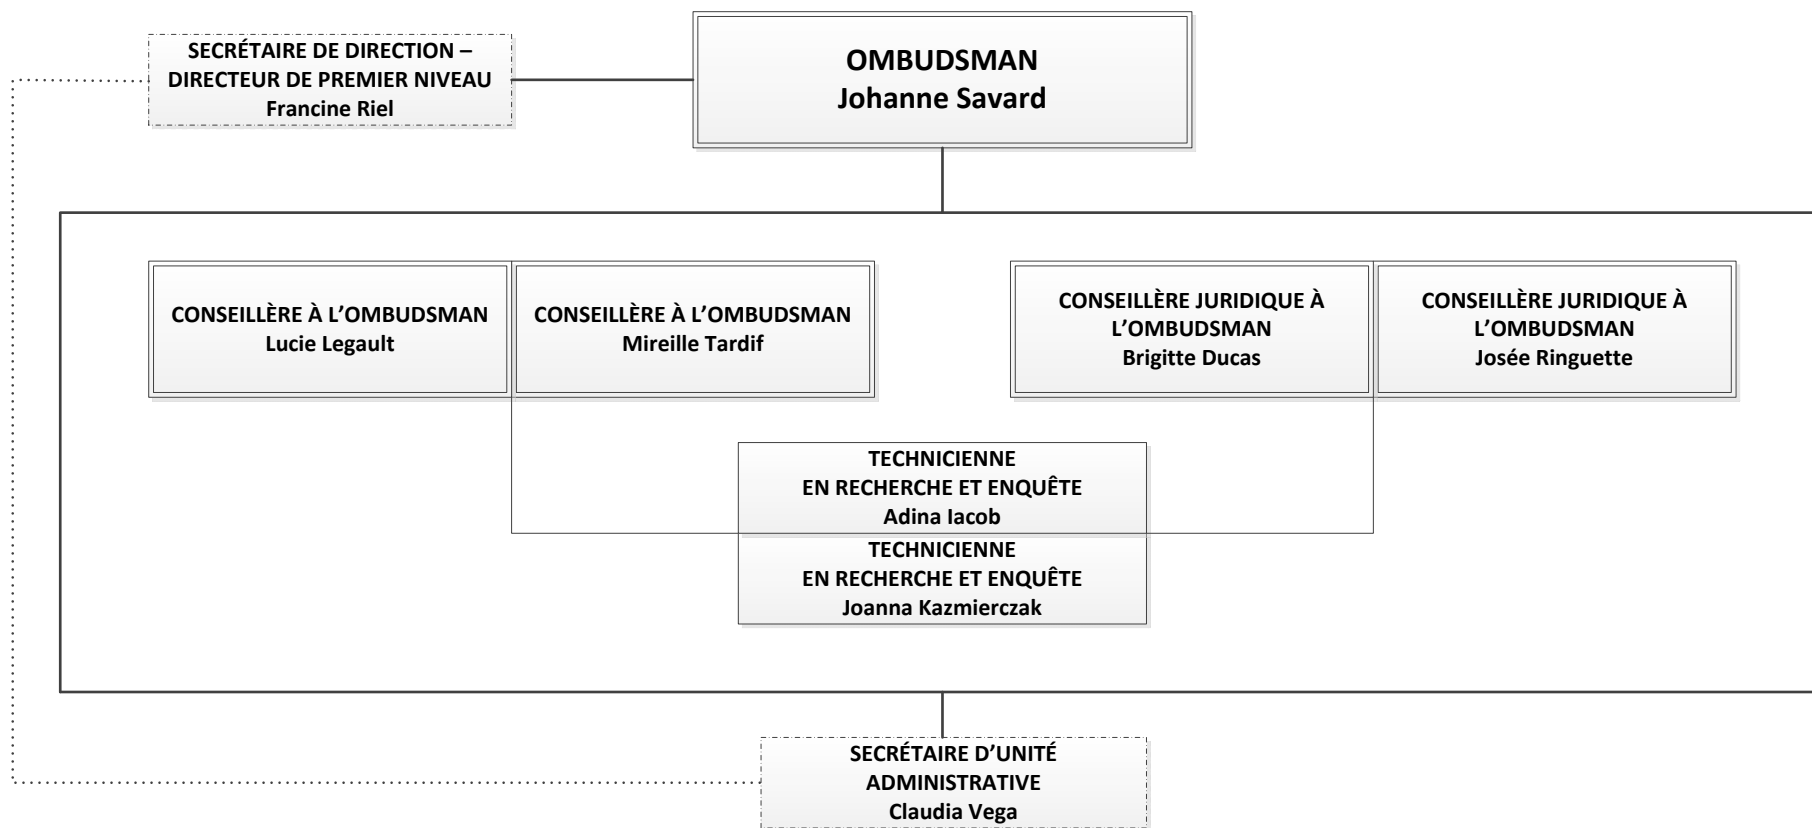 SECRÉTAIRE DE DIRECTION –
DIRECTEUR DE PREMIER NIVEAU
Francine Riel
OMBUDSMAN
Johanne Savard
CONSEILLÈRE À L’OMBUDSMAN
Lucie Legault
CONSEILLÈRE À L’OMBUDSMAN
Mireille Tardif
CONSEILLÈRE JURIDIQUE À
L’OMBUDSMAN
Brigitte Ducas
CONSEILLÈRE JURIDIQUE À
L’OMBUDSMAN
Josée Ringuette
TECHNICIENNE
EN RECHERCHE ET ENQUÊTE
Adina Iacob
TECHNICIENNE
EN RECHERCHE ET ENQUÊTE
Joanna Kazmierczak
SECRÉTAIRE D’UNITÉ
ADMINISTRATIVE
Claudia Vega